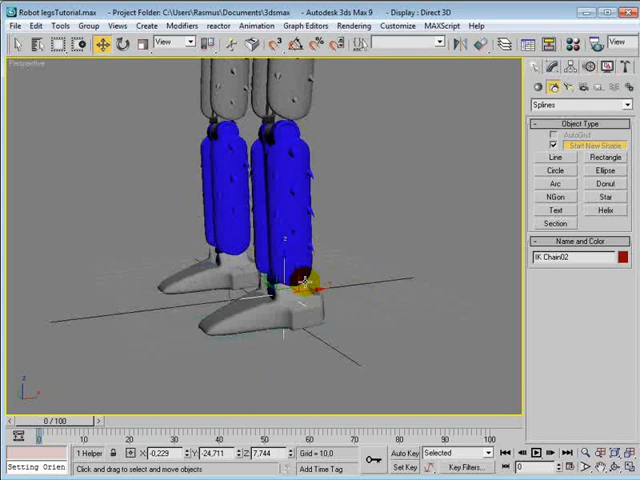 Robot legsTutorial.max - Project Folder: C:\Users\Rasmus\Documents\3dsmax - Autodesk 3ds Max 9 - Display : Direct 3D
File Edit Tools Group Views Create Modifiers reactor Animation Graph Editors Rendering Customize MAXScript Help
View View
Perspective
Splines
- Object Type
AutoGrid
Start New Shape
Line Rectangle
Circle Ellipse
Arc Donut
NGon Star
Text Helix
Section
- Name and Color
IK Chain02
z
z
x
< 0 / 100 >
0 10 20 30 40 50 60 70 80 90 100
1 Helper X: -0,229 Y: -24,711 Z: 7,744 Grid = 10,0 Auto Key Selected
Setting Orien Click and drag to select and move objects Add Time Tag Set Key Key Filters... 0